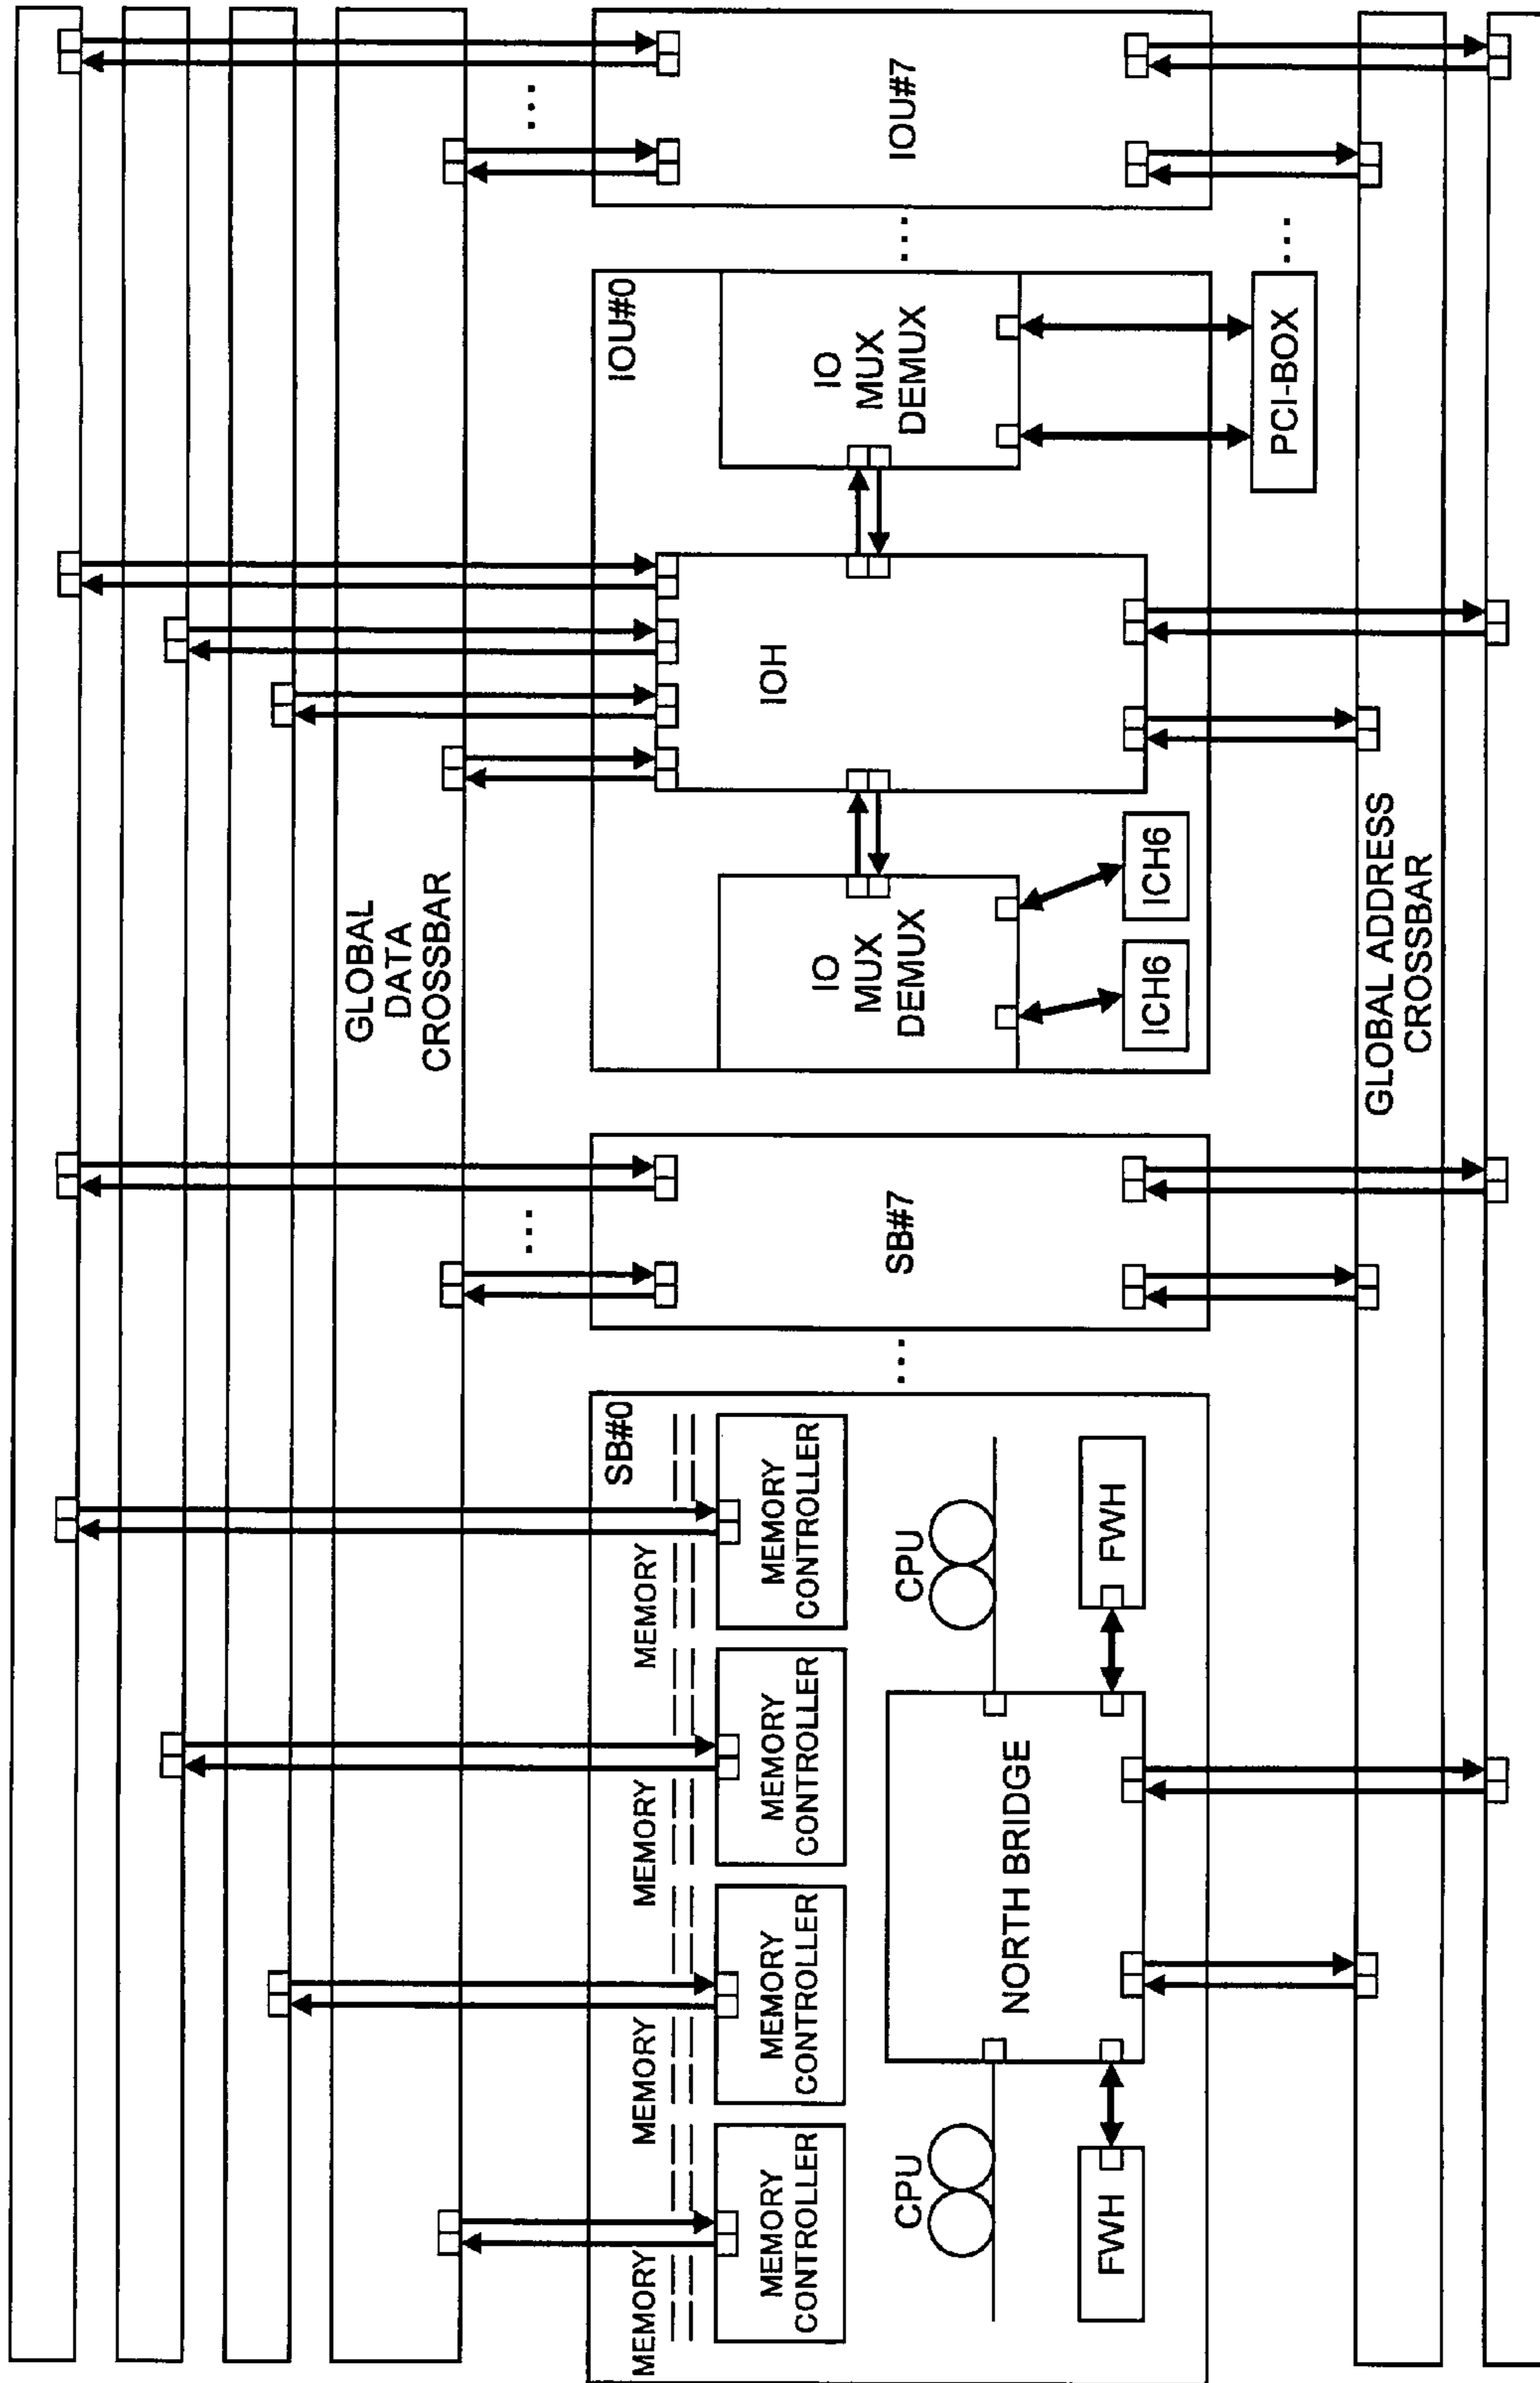 GLOBAL
DATA
CROSSBAR
SB#0
MEMORY
MEMORY
MEMORY
MEMORY
MEMORY
CONTROLLER
MEMORY
CONTROLLER
MEMORY
CONTROLLER
MEMORY
CONTROLLER
CPU
CPU
NORTH BRIDGE
FWH
FWH
...
...
SB#7
IOU#0
IO
MUX
DEMUX
ICH6
ICH6
IOH
IO
MUX
DEMUX
PCI-BOX
...
...
...
IOU#7
GLOBAL ADDRESS
CROSSBAR